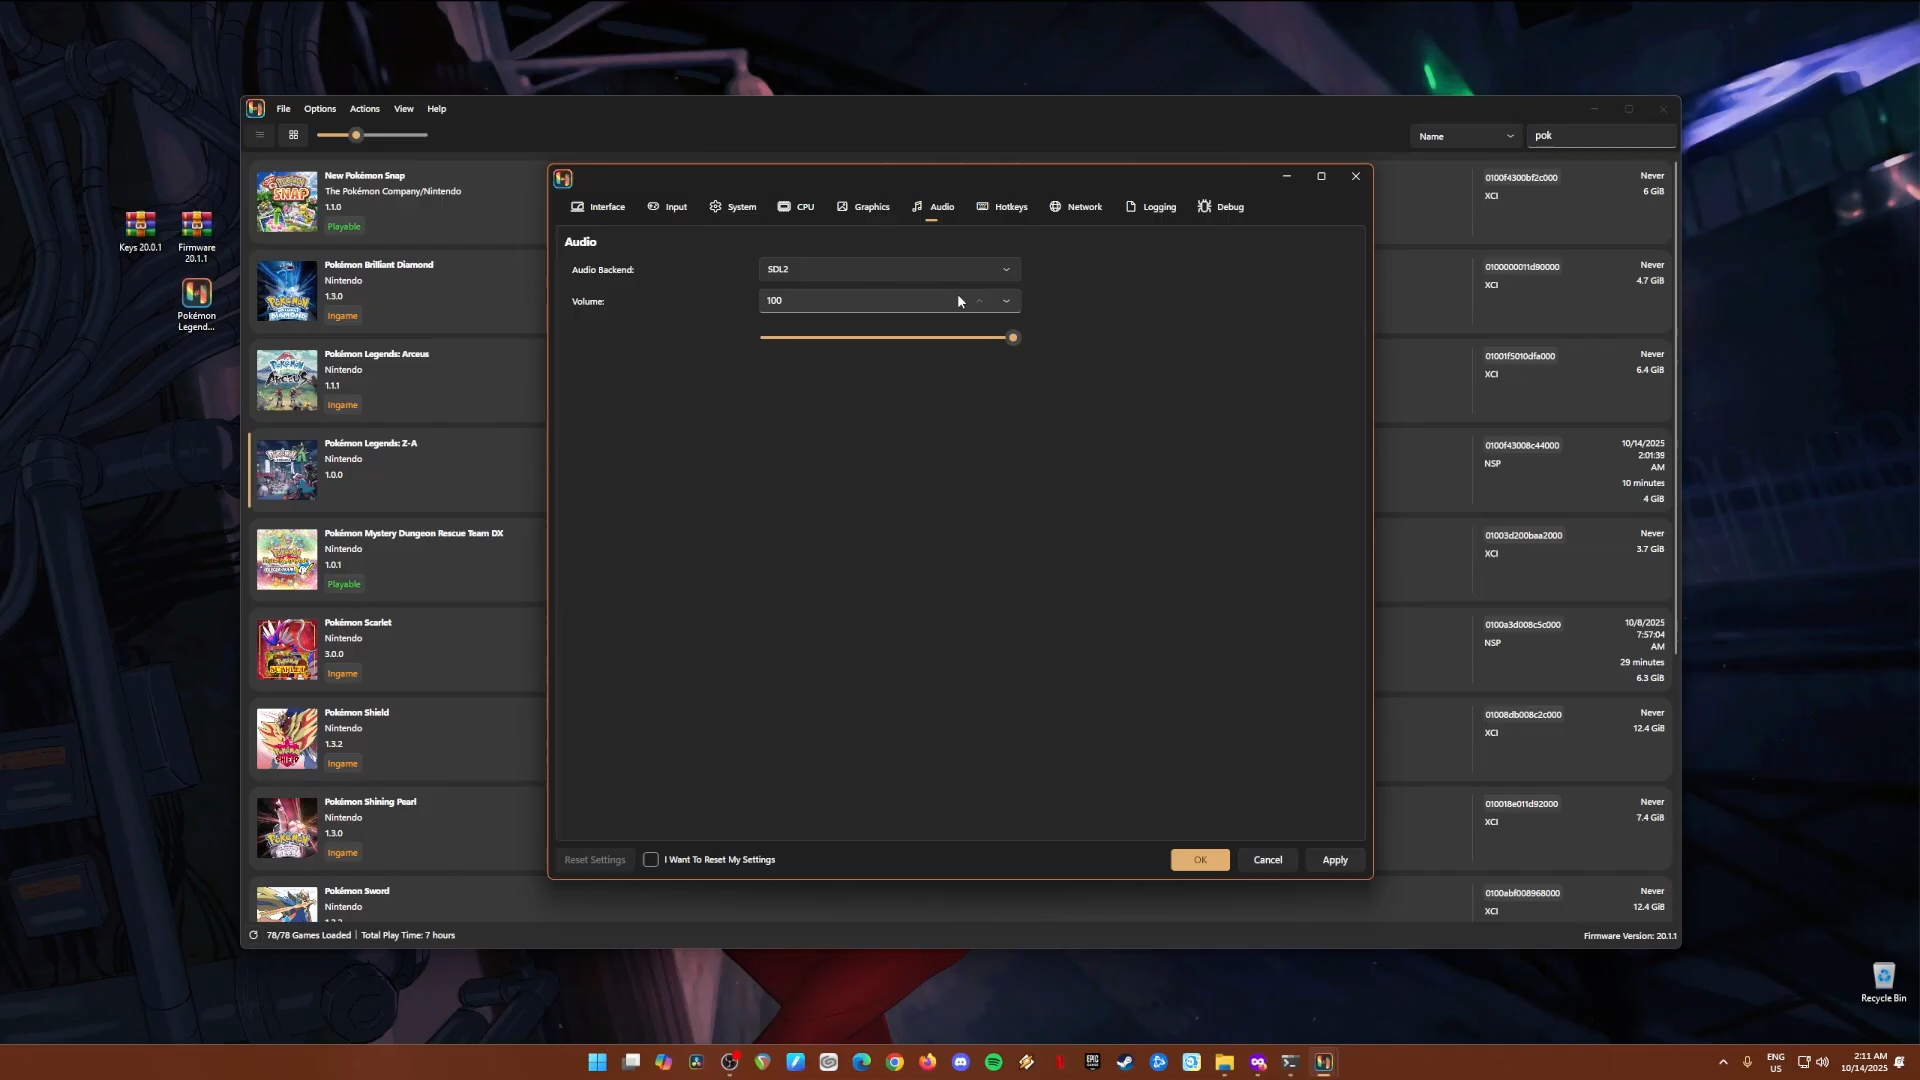 File Options Actions View Help
Name
pok
Keys 20.0.1
Firmware
20.1.1
Pokémon
Legend...
New Pokémon Snap
The Pokémon Company/Nintendo
1.1.0
Playable
0100f4300bf2c000
XCI
Never
6 GiB
Pokémon Brilliant Diamond
Nintendo
1.3.0
Ingame
0100000011d90000
XCI
Never
4.7 GiB
Pokémon Legends: Arceus
Nintendo
1.1.1
Ingame
01001f5010dfa000
XCI
Never
6.4 GiB
Pokémon Legends: Z-A
Nintendo
1.0.0
0100f43008c44000
NSP
10/14/2025
2:01:39
AM
10 minutes
4 GiB
Pokémon Mystery Dungeon Rescue Team DX
Nintendo
1.0.1
Playable
01003d200baa2000
XCI
Never
3.7 GiB
Pokémon Scarlet
Nintendo
3.0.0
Ingame
0100a3d008c5c000
NSP
10/8/2025
7:57:04
AM
29 minutes
6.3 GiB
Pokémon Shield
Nintendo
1.3.2
Ingame
01008db008c2c000
XCI
Never
12.4 GiB
Pokémon Shining Pearl
Nintendo
1.3.0
Ingame
010018e011d92000
XCI
Never
7.4 GiB
Pokémon Sword
Nintendo
0100abf008968000
XCI
Never
12.4 GiB
Interface Input System CPU Graphics Audio Hotkeys Network Logging Debug
Audio
Audio Backend:
SDL2
Volume:
100
Reset Settings
I Want To Reset My Settings
OK
Cancel
Apply
78/78 Games Loaded | Total Play Time: 7 hours
Firmware Version: 20.1.1
Recycle Bin
ENG
US
2:11 AM
10/14/2025